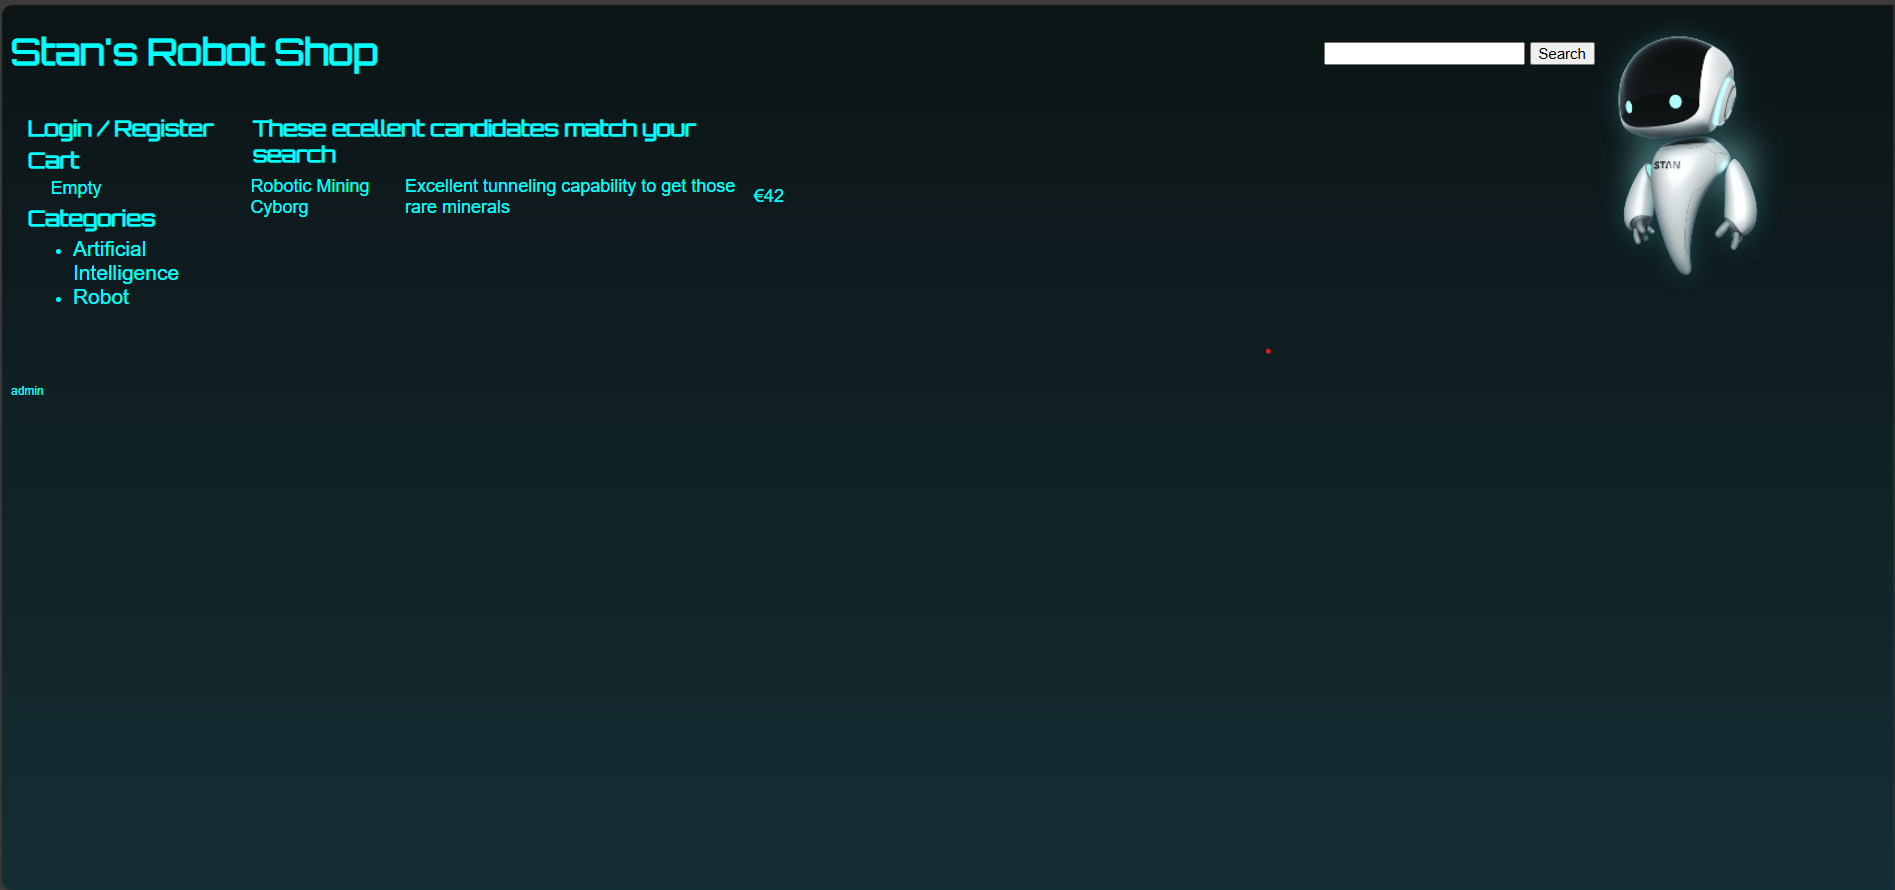 Stan's Robot Shop
Search
STAN
Login / Register
Cart
Empty
Categories
Artificial
Intelligence
Robot
These ecellent candidates match your
search
Robotic Mining
Cyborg
Excellent tunneling capability to get those
rare minerals
€42
admin